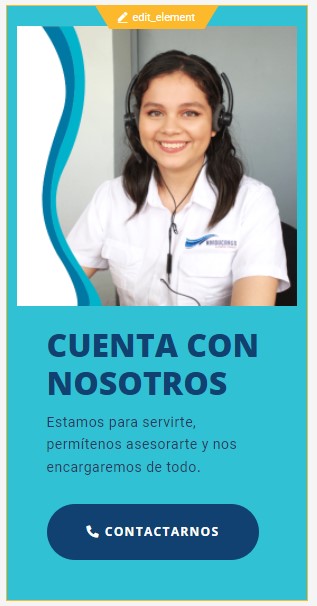 edit_element
CUENTA CON
NOSOTROS
Estamos para servirte,
permítenos asesorarte y nos
encargaremos de todo.
CONTACTARNOS